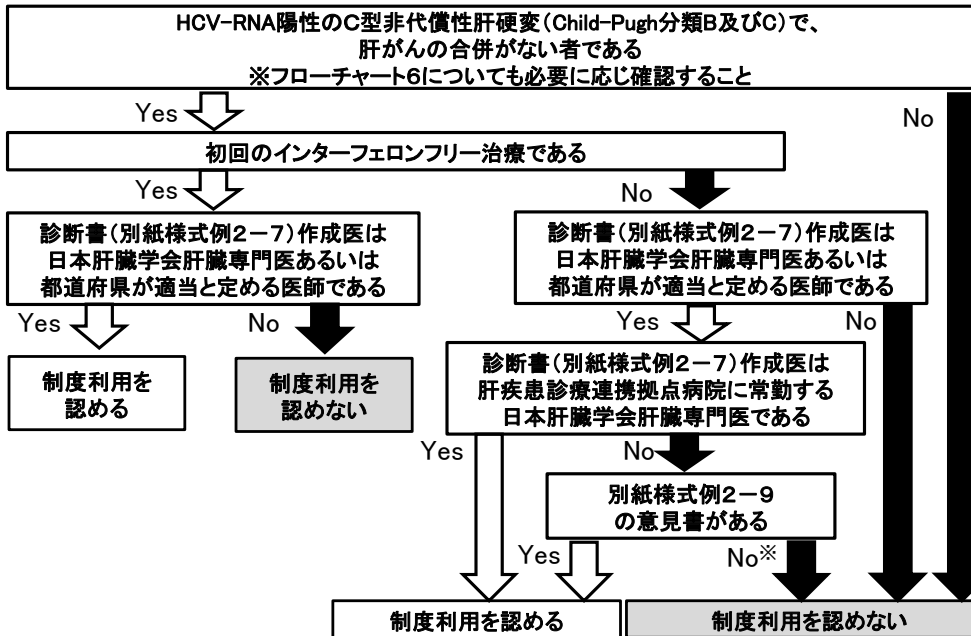 HCV-RNA陽性のC型非代償性肝硬変(Child-Pugh分類B及びC)で、
肝がんの合併がない者である
※フローチャート6についても必要に応じ確認すること
Yes
No
初回のインターフェロンフリー治療である
Yes
No
診断書(別紙様式例2-7)作成医は
日本肝臓学会肝臓専門医あるいは
都道府県が適当と定める医師である
診断書(別紙様式例2-7)作成医は
日本肝臓学会肝臓専門医あるいは
都道府県が適当と定める医師である
Yes
No
Yes
No
制度利用を
認める
制度利用を
認めない
診断書(別紙様式例2-7)作成医は
肝疾患診療連携拠点病院に常勤する
日本肝臓学会肝臓専門医である
Yes
No
別紙様式例2-9
の意見書がある
Yes
No※
制度利用を認める
制度利用を認めない